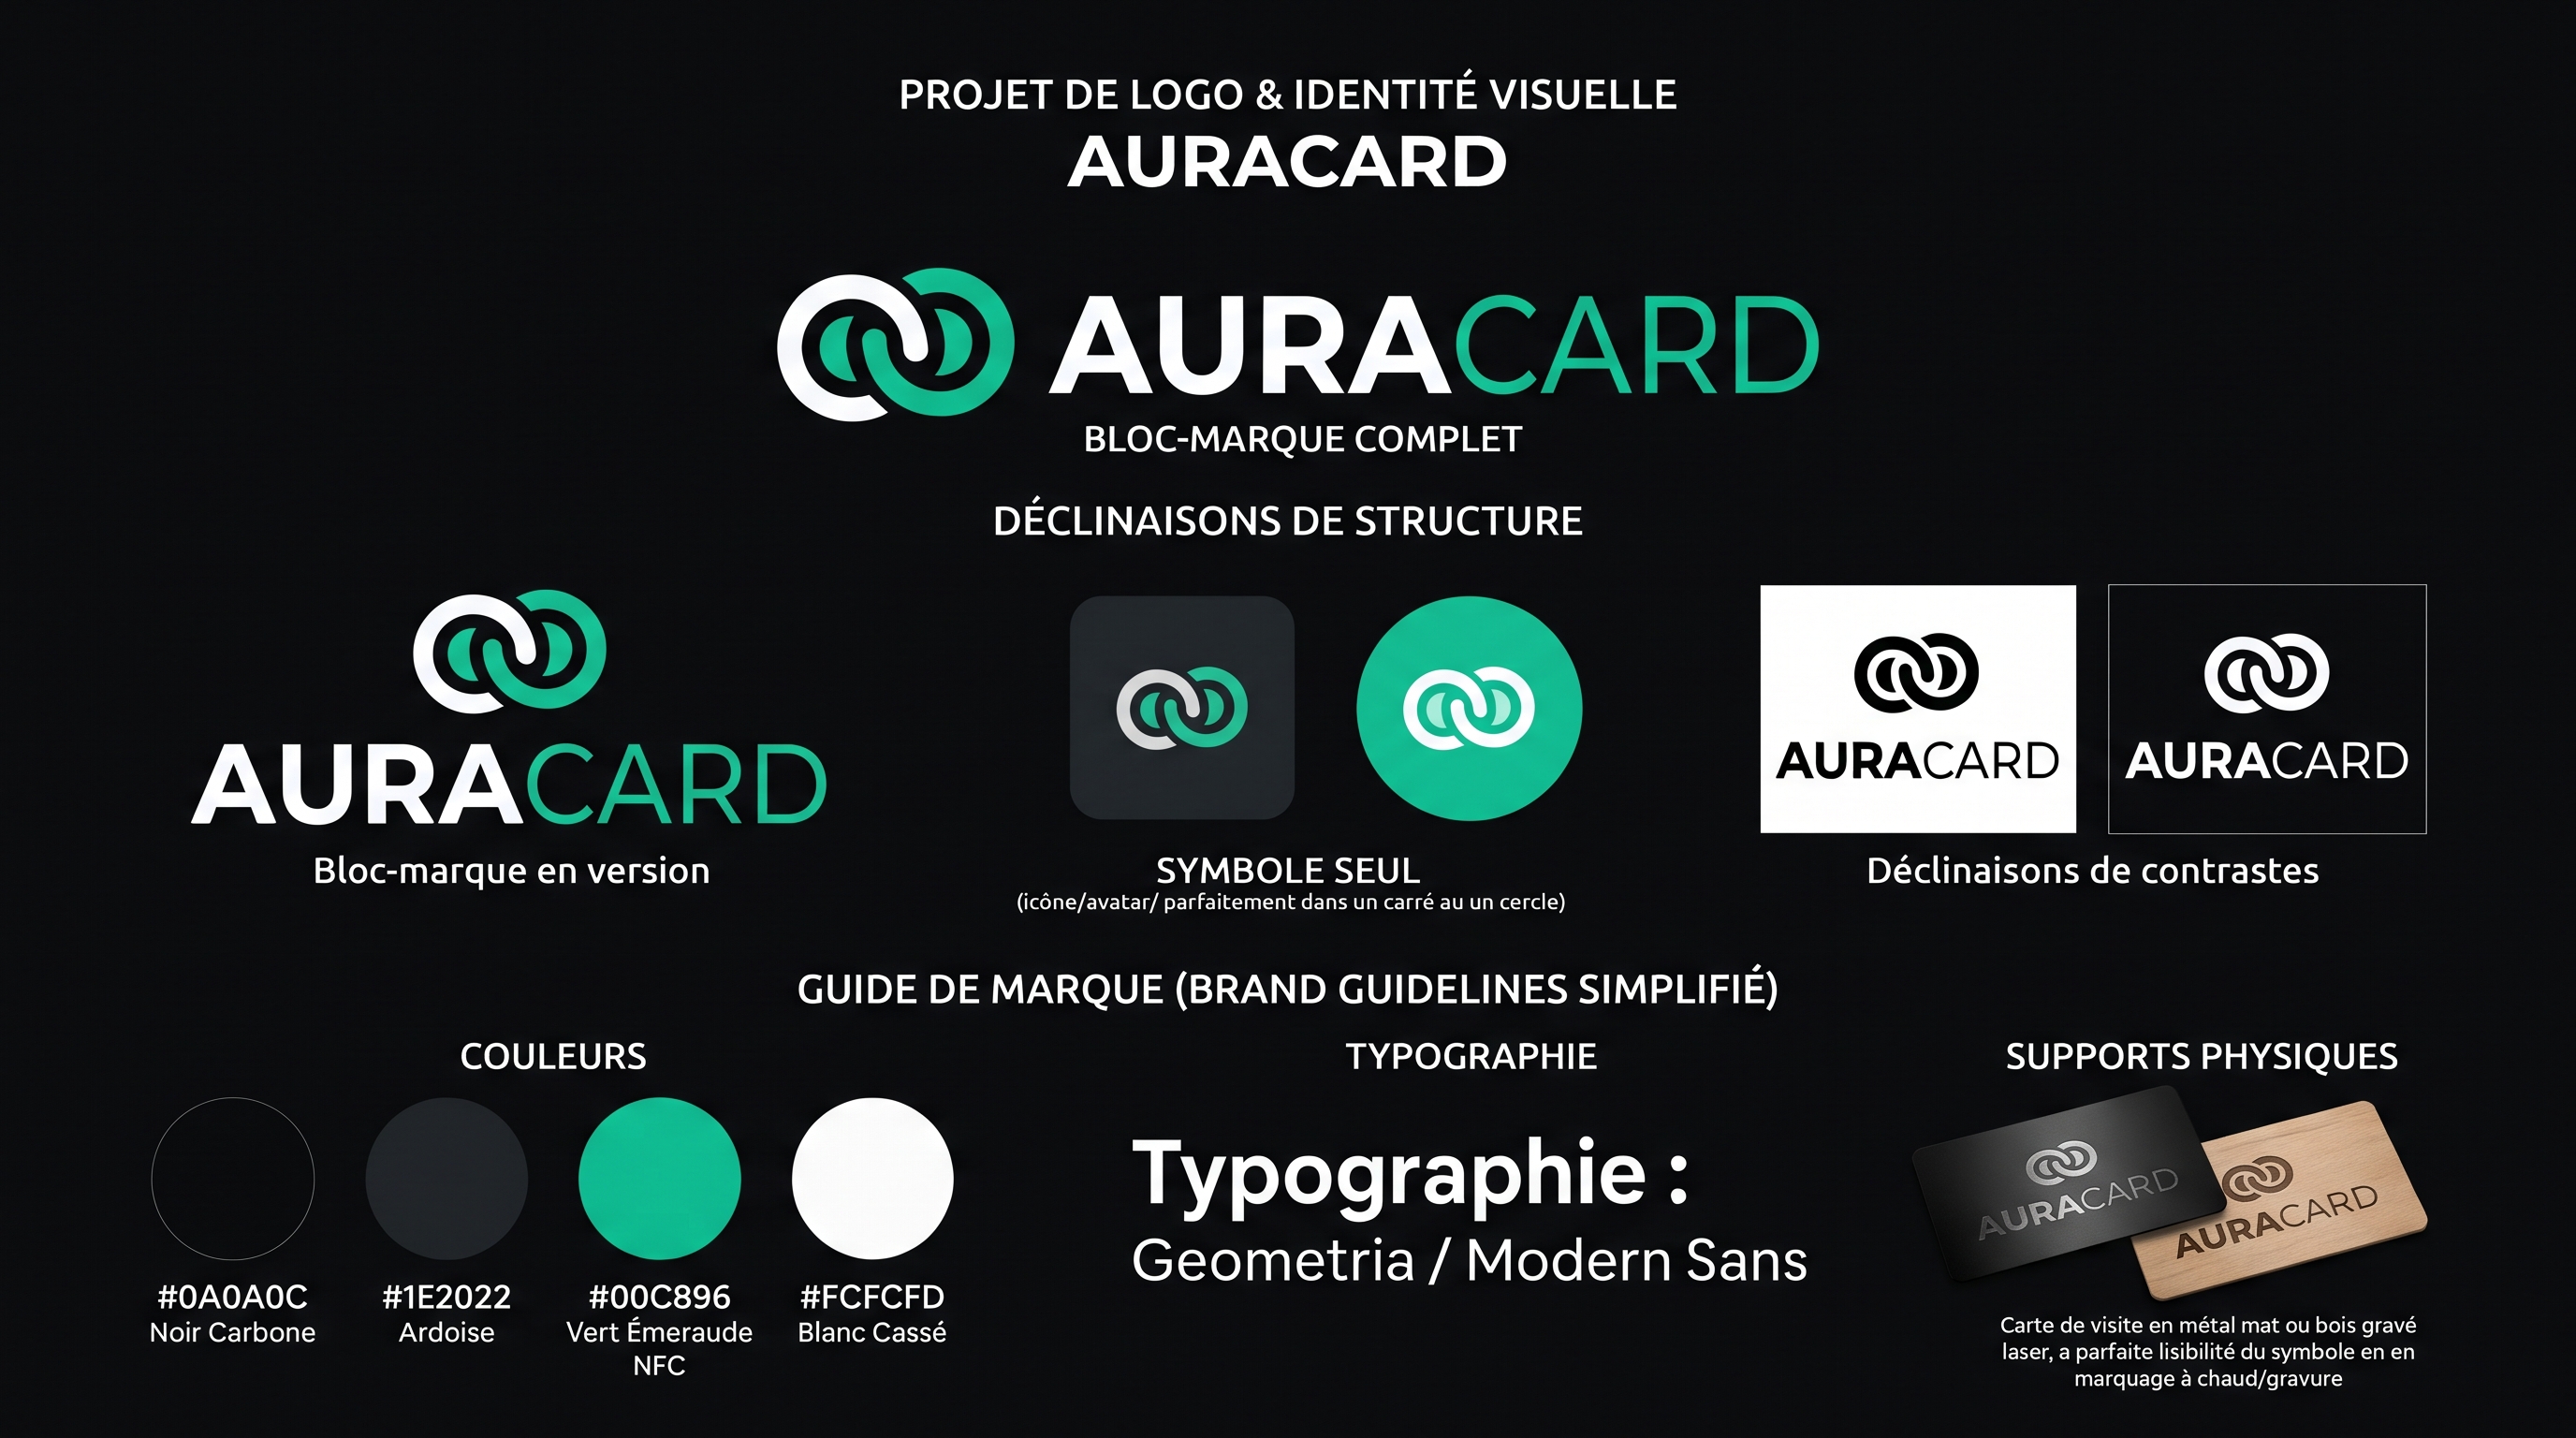 PROJET DE LOGO & IDENTITÉ VISUELLE
AURACARD
AURACARD
BLOC-MARQUE COMPLET
DÉCLINAISONS DE STRUCTURE
AURACARD
Bloc-marque en version
SYMBOLE SEUL
(icône/avatar/ parfaitement dans un carré au un cercle)
AURACARD
AURACARD
Déclinaisons de contrastes
GUIDE DE MARQUE (BRAND GUIDELINES SIMPLIFIÉ)
COULEURS
#0A0A0C
Noir Carbone
#1E2022
Ardoise
#00C896
Vert Émeraude
NFC
#FCFCFD
Blanc Cassé
TYPOGRAPHIE
Typographie :
Geometria / Modern Sans
SUPPORTS PHYSIQUES
AURACARD
AURACARD
Carte de visite en métal mat ou bois gravé
laser, a parfaite lisibilité du symbole en en
marquage à chaud/gravure